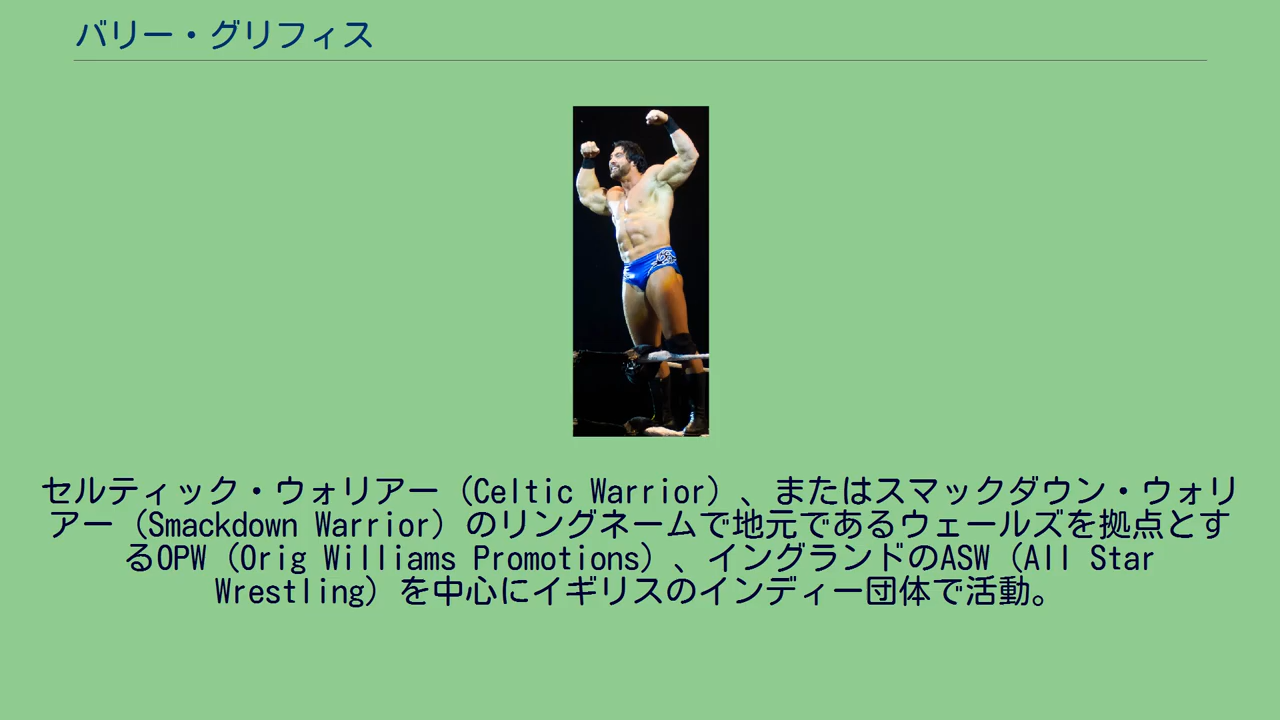 バリー・グリフィス
セルティック・ウォリアー（Celtic Warrior）、またはスマックダウン・ウォリ
アー（Smackdown Warrior）のリングネームで地元であるウェールズを拠点とす
るOPW（Orig Williams Promotions）、イングランドのASW（All Star
Wrestling）を中心にイギリスのインディー団体で活動。